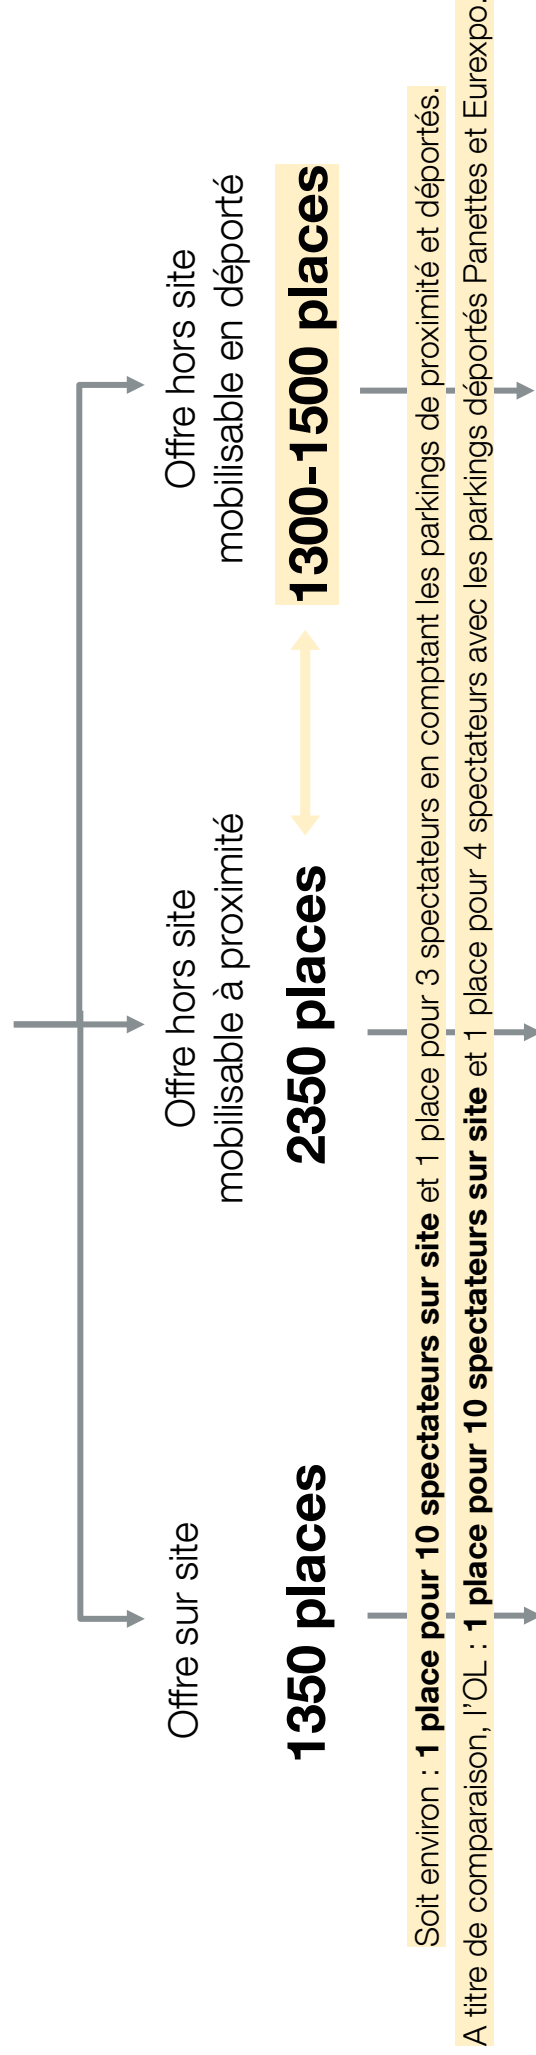 Offre sur site
1350 places
Offre hors site
mobilisable à proximité
2350 places
Offre hors site
mobilisable en déporté
1300-1500 places
Soit environ : 1 place pour 10 spectateurs sur site et 1 place pour 3 spectateurs en comptant les parkings de proximité et déportés.
A titre de comparaison, l’OL : 1 place pour 10 spectateurs sur site et 1 place pour 4 spectateurs avec les parkings déportés Panettes et Eurexpo.